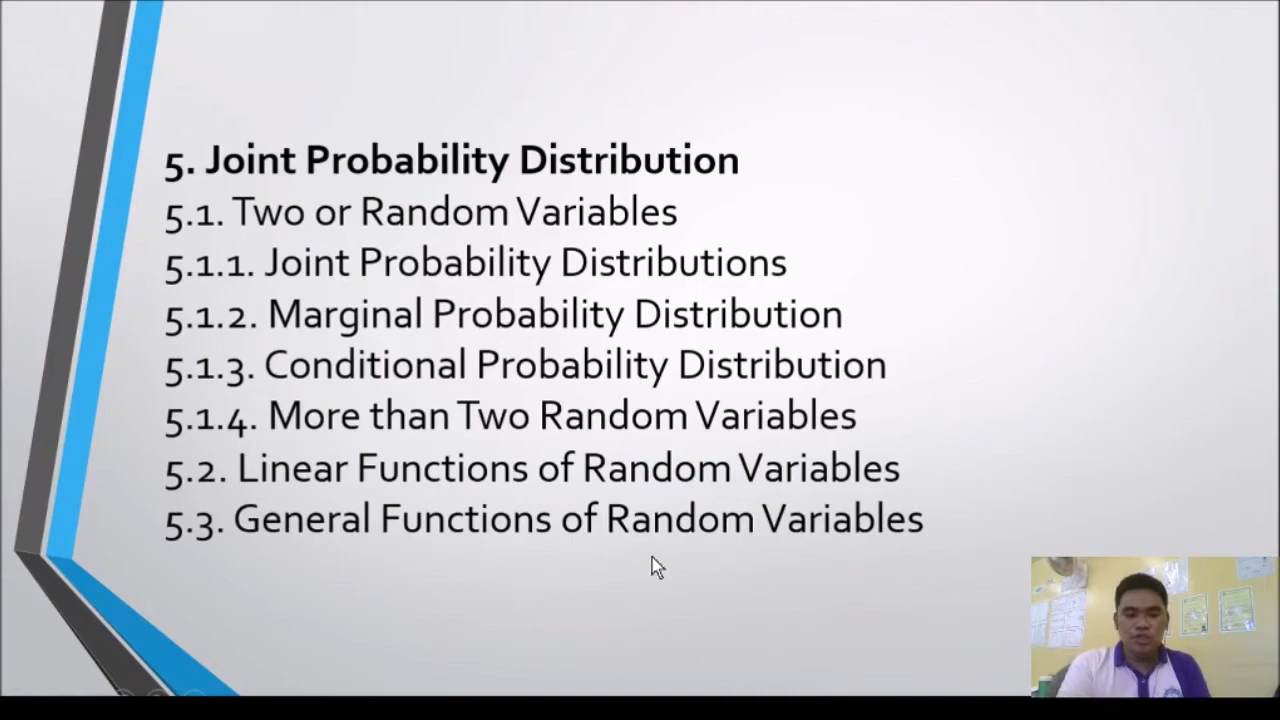 5. Joint Probability Distribution
5.1. Two or Random Variables
5.1.1. Joint Probability Distributions
5.1.2. Marginal Probability Distribution
5.1.3. Conditional Probability Distribution
5.1.4. More than Two Random Variables
5.2. Linear Functions of Random Variables
5.3. General Functions of Random Variables